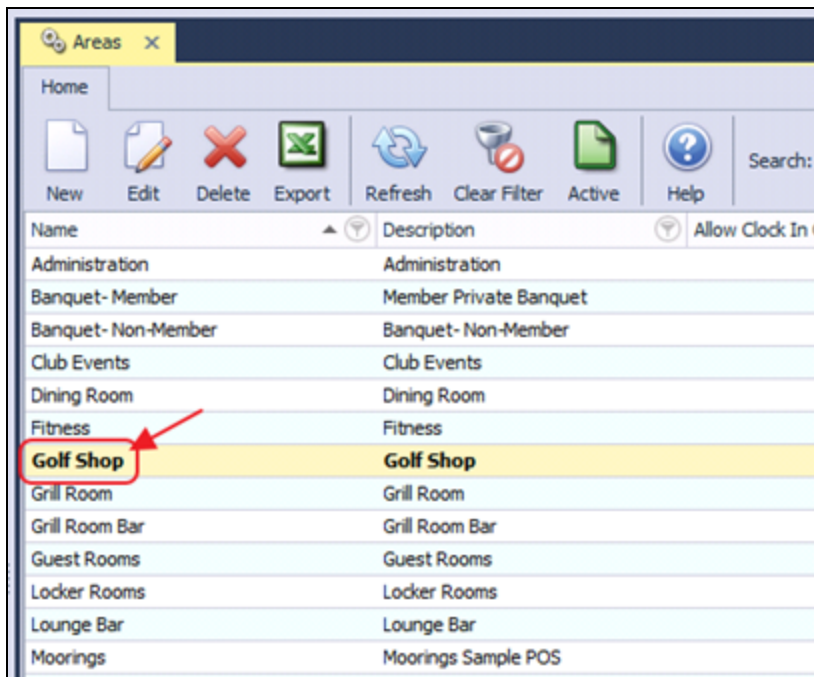 Areas
Home
New Edit Delete Export Refresh Clear Filter Active Help Search:
Name Description Allow Clock In
Administration Administration
Banquet- Member Member Private Banquet
Banquet- Non-Member Banquet- Non-Member
Club Events Club Events
Dining Room Dining Room
Fitness Fitness
Golf Shop Golf Shop
Grill Room Grill Room
Grill Room Bar Grill Room Bar
Guest Rooms Guest Rooms
Locker Rooms Locker Rooms
Lounge Bar Lounge Bar
Moorings Moorings Sample POS